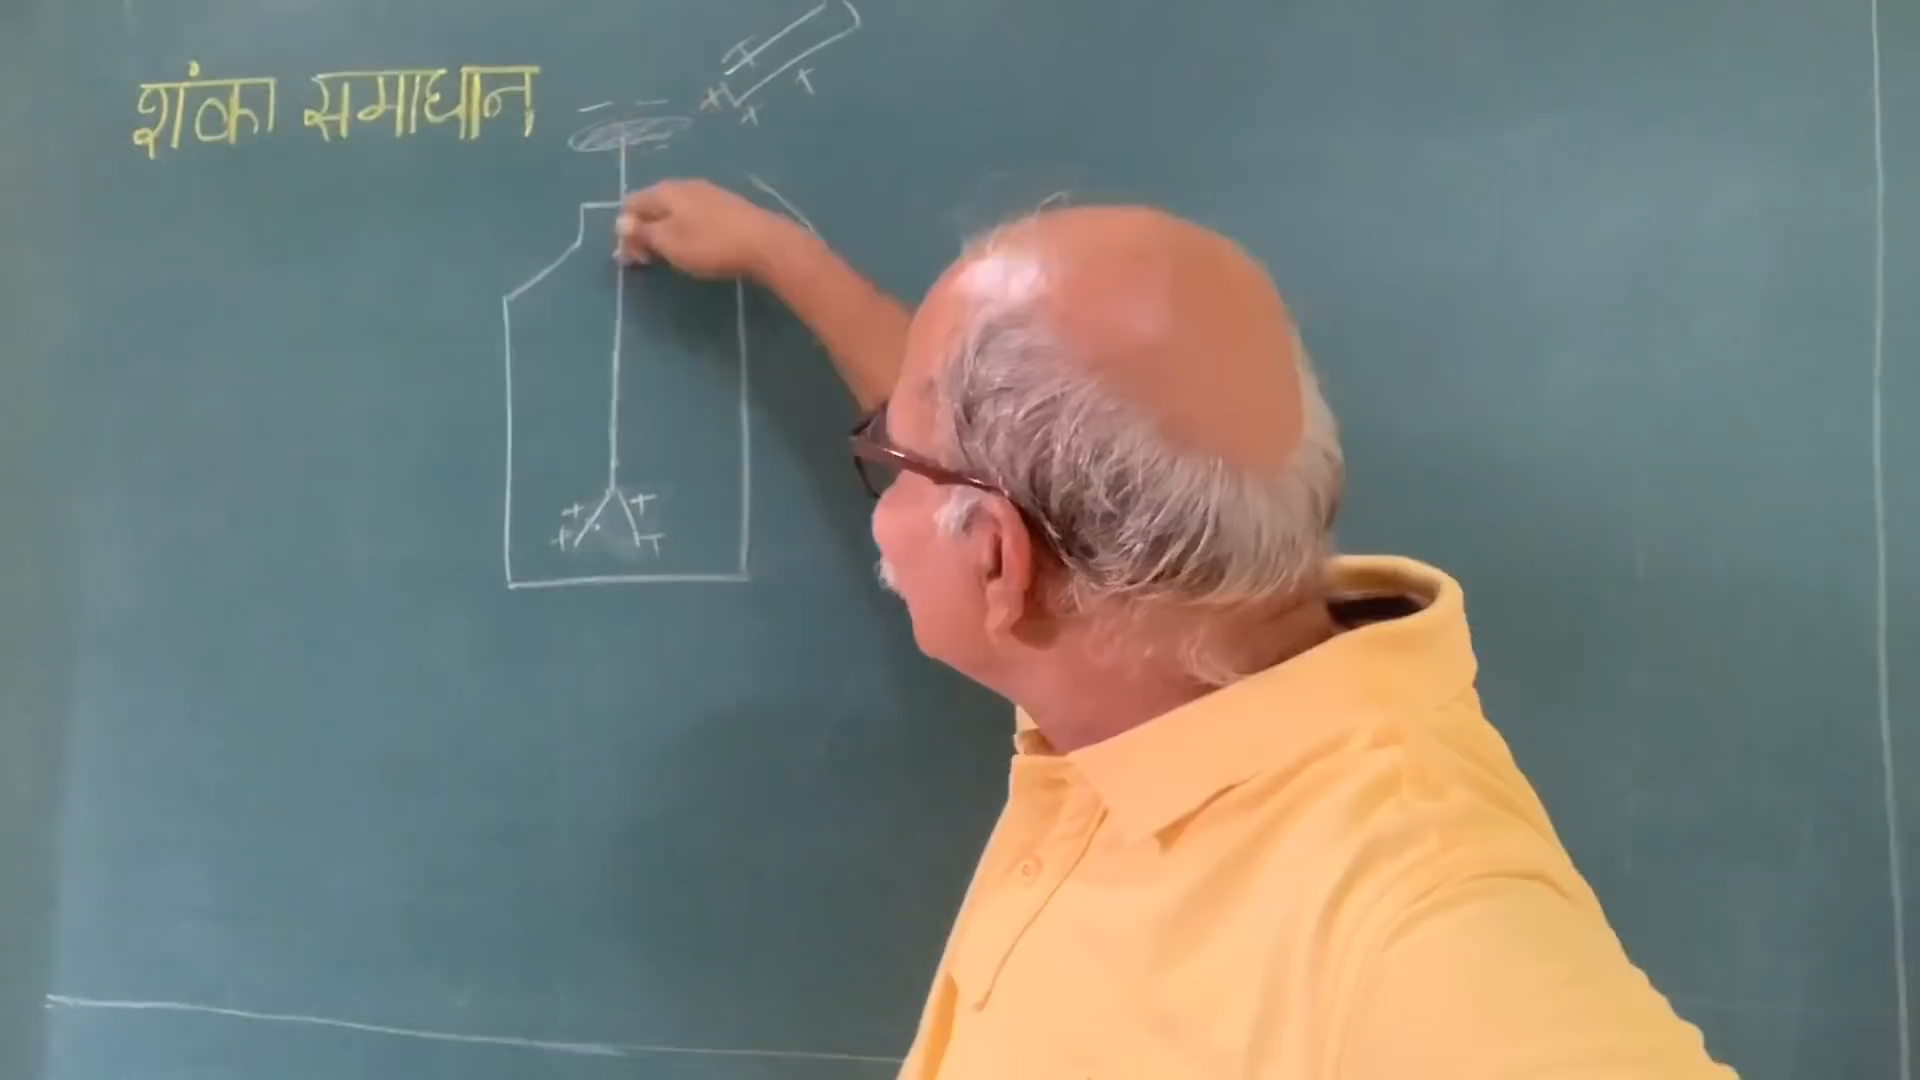 शंका समाधान
- -
+ + + +
+ +
+ +